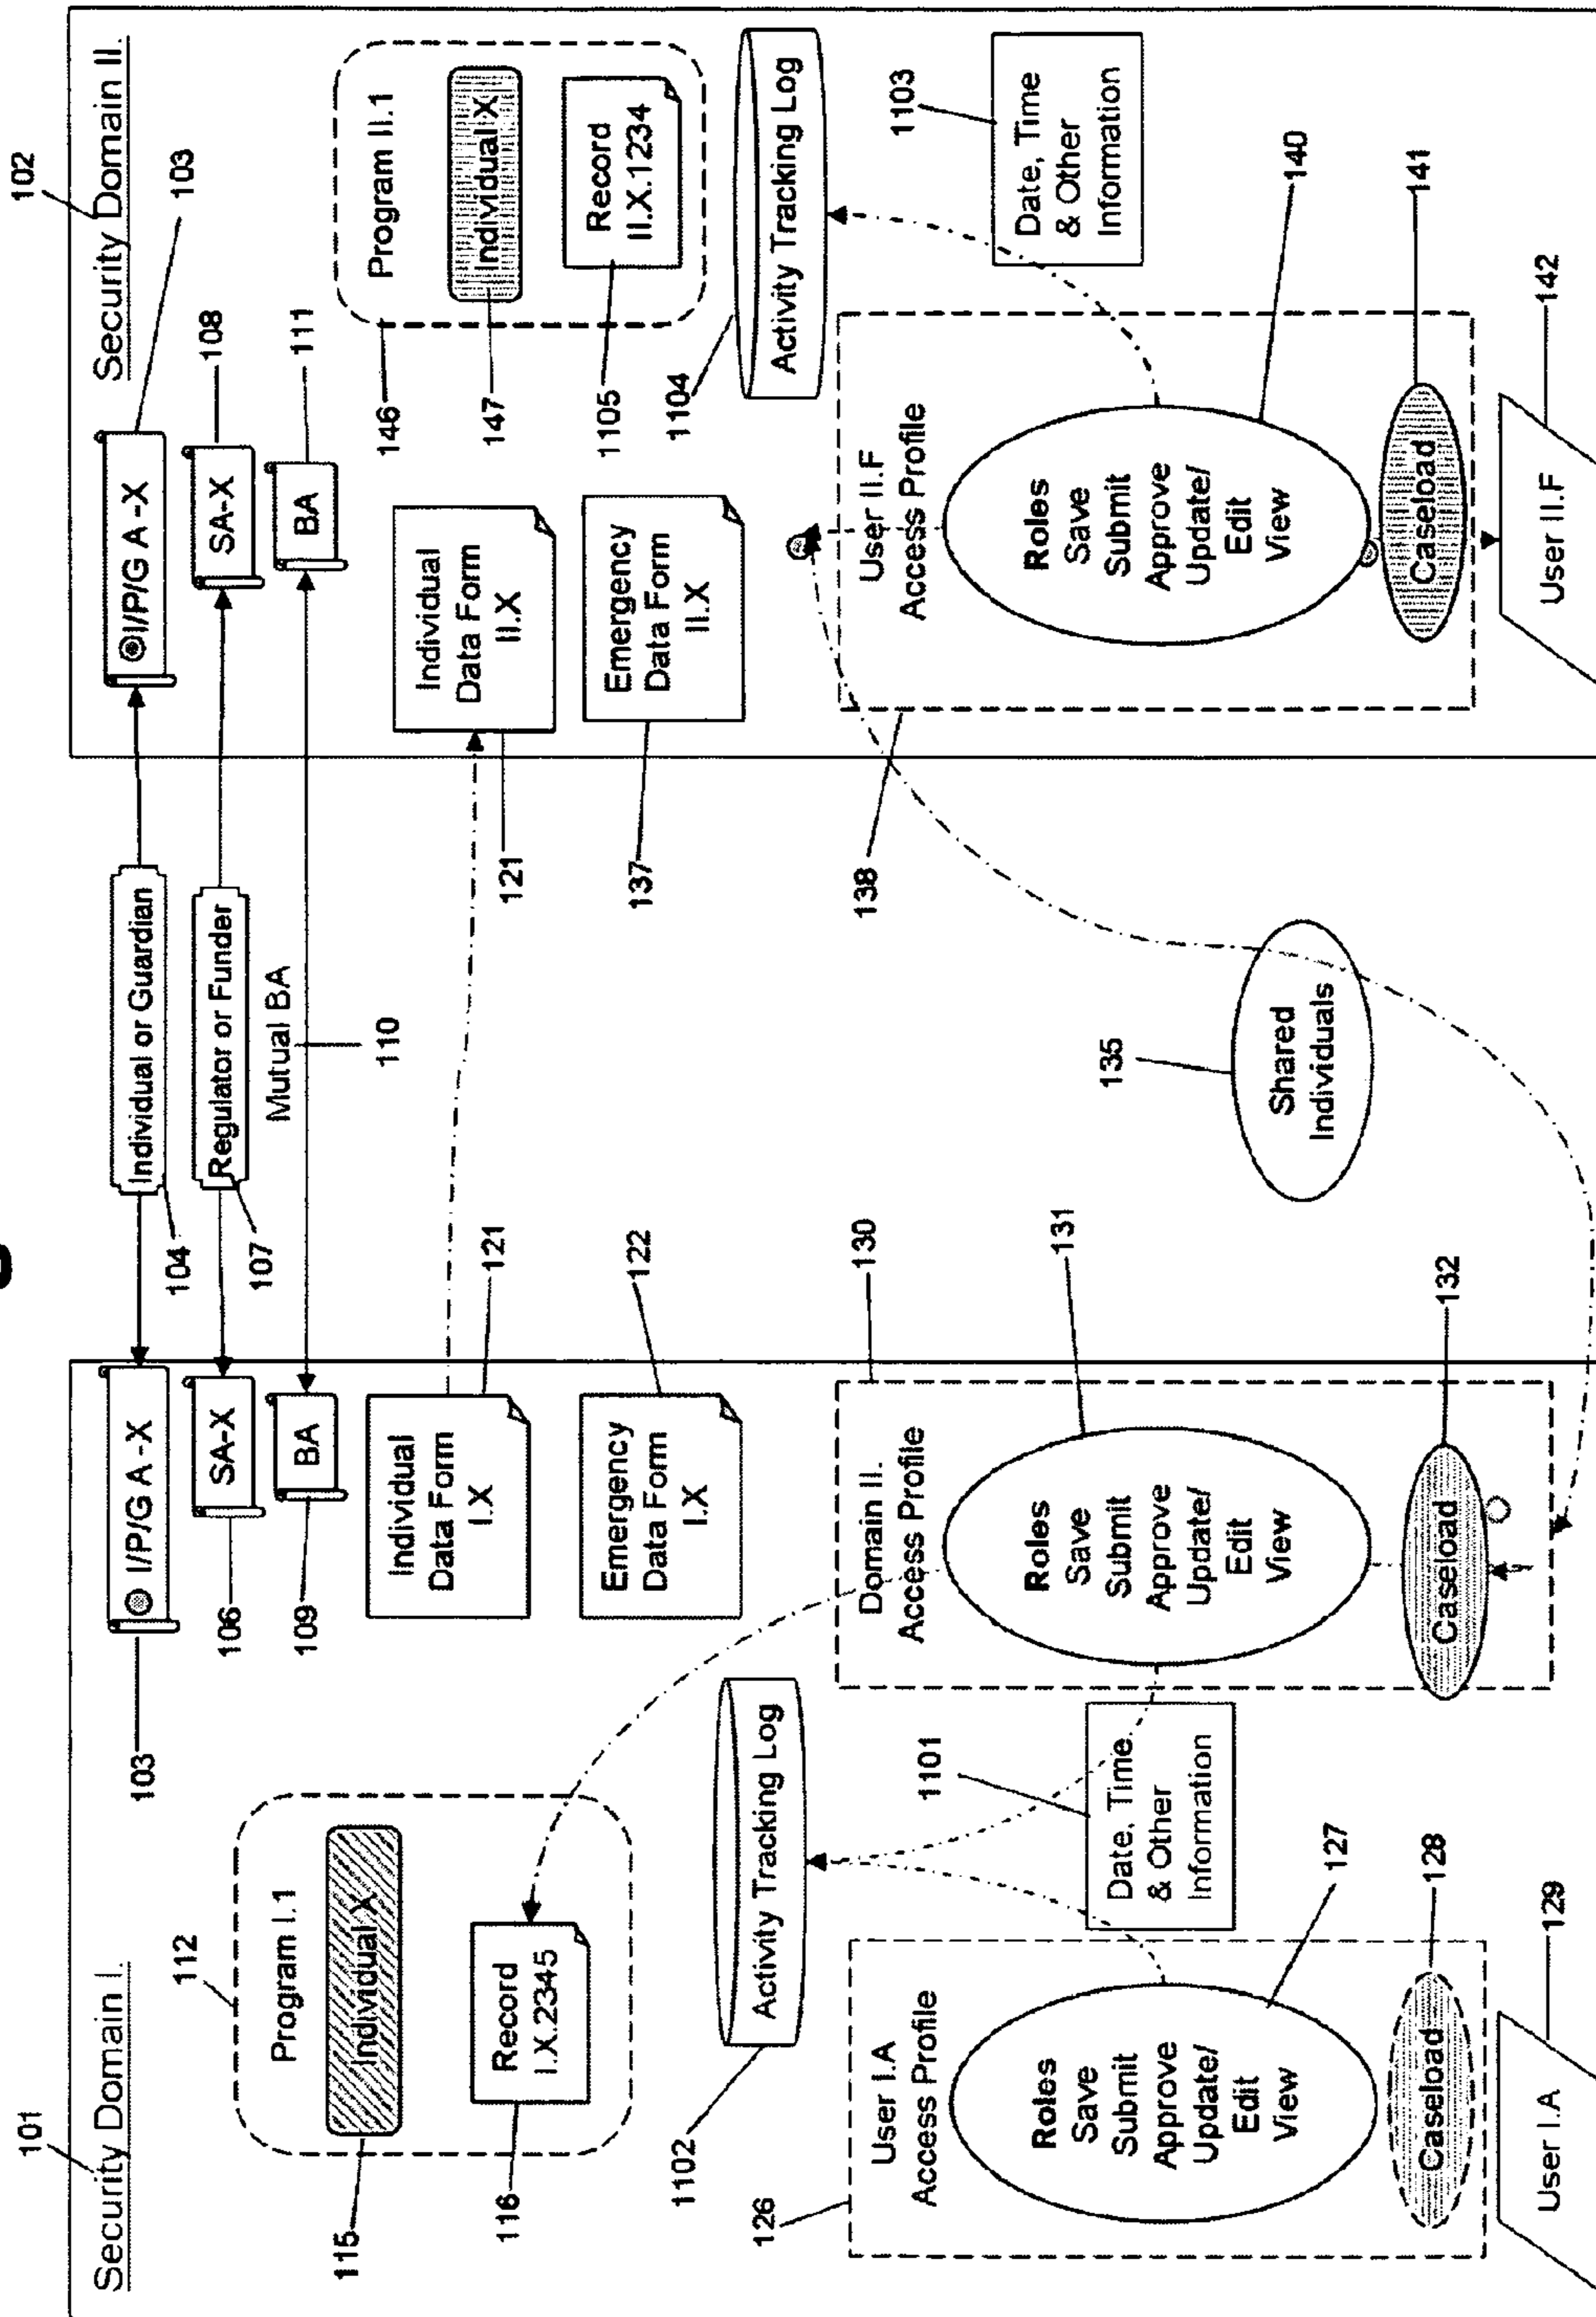 101
Security Domain I.
112
Program I.1
Individual X
115
Record
I.X.2345
116
103
I/P/G A -X
SA-X
106
BA
109
Individual
Data Form
I.X
121
Emergency
Data Form
I.X
122
1102
Activity Tracking Log
126
User I.A
Access Profile
Roles
Save
Submit
Approve
Update/
Edit
View
127
Caseload
128
User I.A
129
1101
Date, Time
& Other
Information
Domain II.
Access Profile
130
Roles
Save
Submit
Approve
Update/
Edit
View
131
Caseload
132
Individual or Guardian
104
Regulator or Funder
107
Mutual BA
110
135
Shared
Individuals
102
Security Domain II.
I/P/G A -X
103
SA-X
108
BA
111
Individual
Data Form
II.X
121
Emergency
Data Form
II.X
137
Program II.1
146
Individual X
147
Record
II.X.1234
1105
Activity Tracking Log
1104
1103
Date, Time
& Other
Information
User II.F
Access Profile
138
Roles
Save
Submit
Approve
Update/
Edit
View
140
Caseload
141
User II.F
142